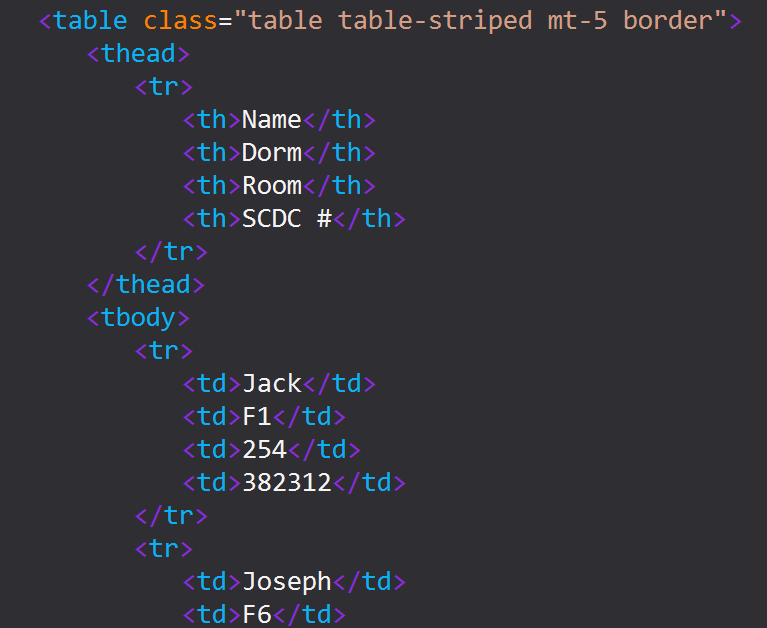 <table class="table table-striped mt-5 border">
<thead>
<tr>
<th>Name</th>
<th>Dorm</th>
<th>Room</th>
<th>SCDC #</th>
</tr>
</thead>
<tbody>
<tr>
<td>Jack</td>
<td>F1</td>
<td>254</td>
<td>382312</td>
</tr>
<tr>
<td>Joseph</td>
<td>F6</td>